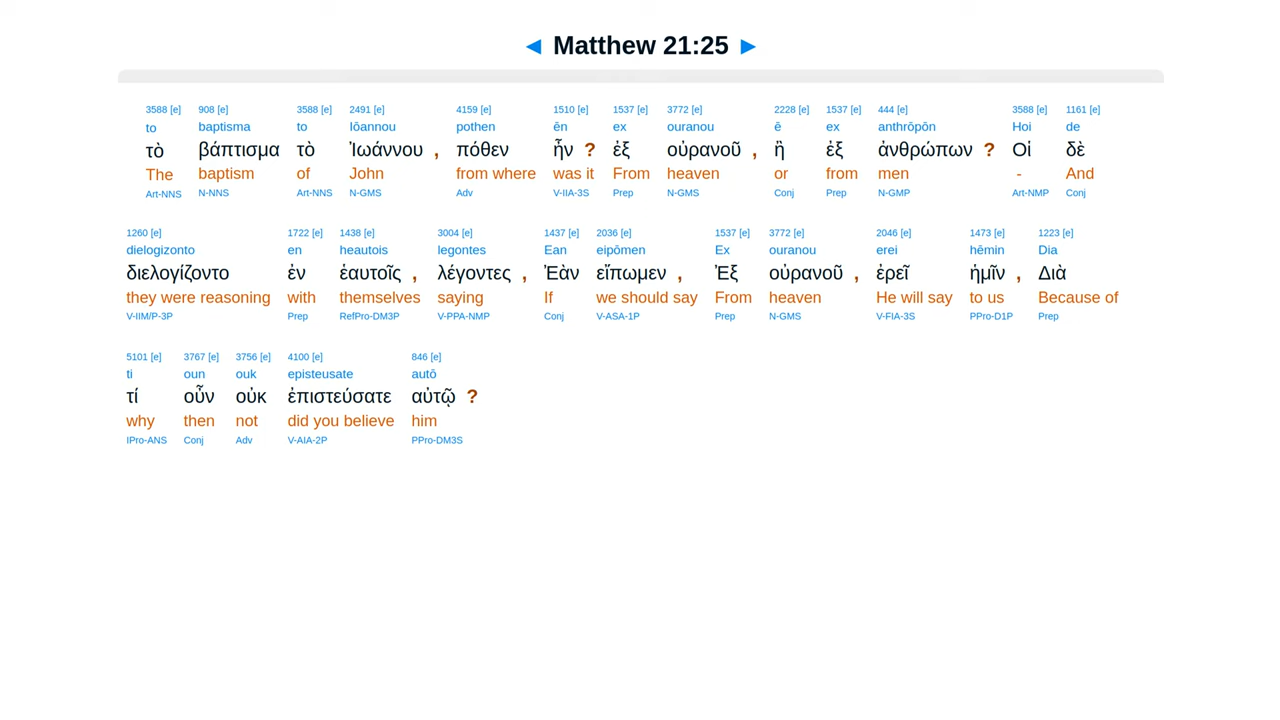 ◄ Matthew 21:25 ►
3588 [e] 908 [e] 3588 [e] 2491 [e] 4159 [e] 1510 [e] 1537 [e] 3772 [e] 2228 [e] 1537 [e] 444 [e] 3588 [e] 1161 [e]
to baptisma to Iōannou pothen ēn ex ouranou ē ex anthrōpōn Hoi de
τὸ βάπτισμα τὸ Ἰωάννου , πόθεν ἦν ? ἐξ οὐρανοῦ , ἢ ἐξ ἀνθρώπων ? Οἱ δὲ
The baptism of John from where was it From heaven or from men - And
Art-NNS N-NNS Art-NNS N-GMS Adv V-IIA-3S Prep N-GMS Conj Prep N-GMP Art-NMP Conj
1260 [e] 1722 [e] 1438 [e] 3004 [e] 1437 [e] 2036 [e] 1537 [e] 3772 [e] 2046 [e] 1473 [e] 1223 [e]
dielogizonto en heautois legontes Ean eipōmen Ex ouranou erei hēmin Dia
διελογίζοντο ἐν ἑαυτοῖς , λέγοντες , Ἐὰν εἴπωμεν , Ἐξ οὐρανοῦ , ἐρεῖ ἡμῖν , Διὰ
they were reasoning with themselves saying If we should say From heaven He will say to us Because of
V-IIM/P-3P Prep RefPro-DM3P V-PPA-NMP Conj V-ASA-1P Prep N-GMS V-FIA-3S PPro-D1P Prep
5101 [e] 3767 [e] 3756 [e] 4100 [e] 846 [e]
ti oun ouk episteusate autō
τί οὖν οὐκ ἐπιστεύσατε αὐτῷ ?
why then not did you believe him
IPro-ANS Conj Adv V-AIA-2P PPro-DM3S